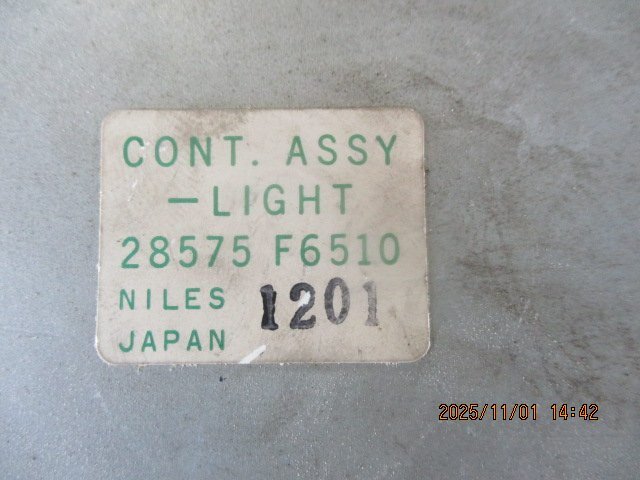 CONT. ASSY
—LIGHT
28575 F6510
NILES 1201
JAPAN
2025/11/01 14:42